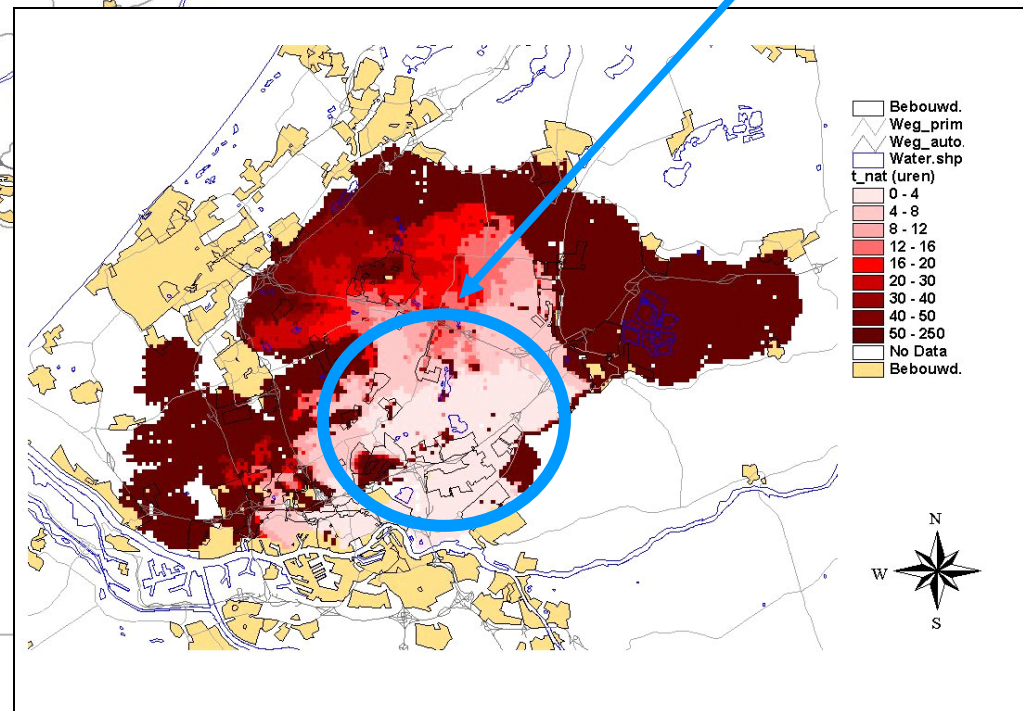 Bebouwd.
Weg_prim
Weg_auto.
Water.shp
t_nat (uren)
0 - 4
4 - 8
8 - 12
12 - 16
16 - 20
20 - 30
30 - 40
40 - 50
50 - 250
No Data
Bebouwd.
N
W
S